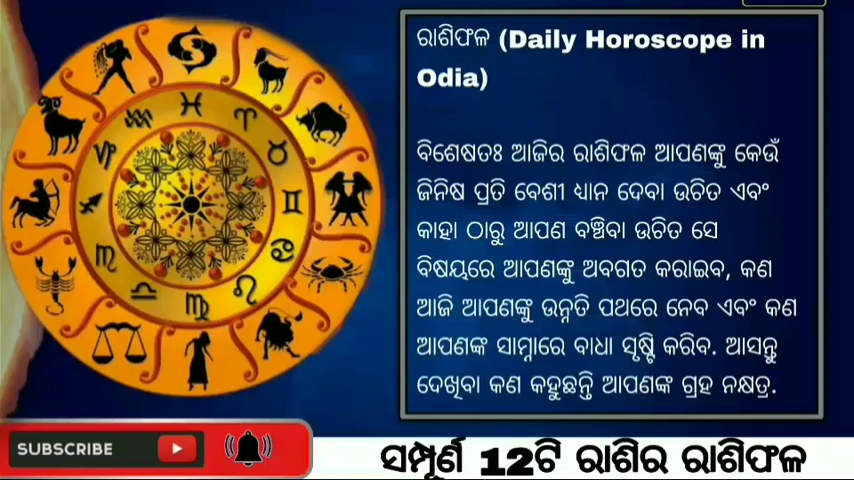 ରାଶିଫଳ (Daily Horoscope in
Odia)
ବିଶେଷତଃ ଆଜିର ରାଶିଫଳ ଆପଣଙ୍କୁ କେଉଁ
ଜିନିଷ ପ୍ରତି ବେଶୀ ଧ୍ୟାନ ଦେବା ଉଚିତ ଏବଂ
କାହା ଠାରୁ ଆପଣ ବଞ୍ଚିବା ଉଚିତ ସେ
ବିଷୟରେ ଆପଣଙ୍କୁ ଅବଗତ କରାଇବ, କଣ
ଆଜି ଆପଣଙ୍କୁ ଉନ୍ନତି ପଥରେ ନେବ ଏବଂ କଣ
ଆପଣଙ୍କ ସାମ୍ନାରେ ବାଧା ସୃଷ୍ଟି କରିବ. ଆସନ୍ତୁ
ଦେଖିବା କଣ କହୁଛନ୍ତି ଆପଣଙ୍କ ଗ୍ରହ ନକ୍ଷତ୍ର.
SUBSCRIBE
ସମ୍ପୂର୍ଣ 12ଟି ରାଶିର ରାଶିଫଳ